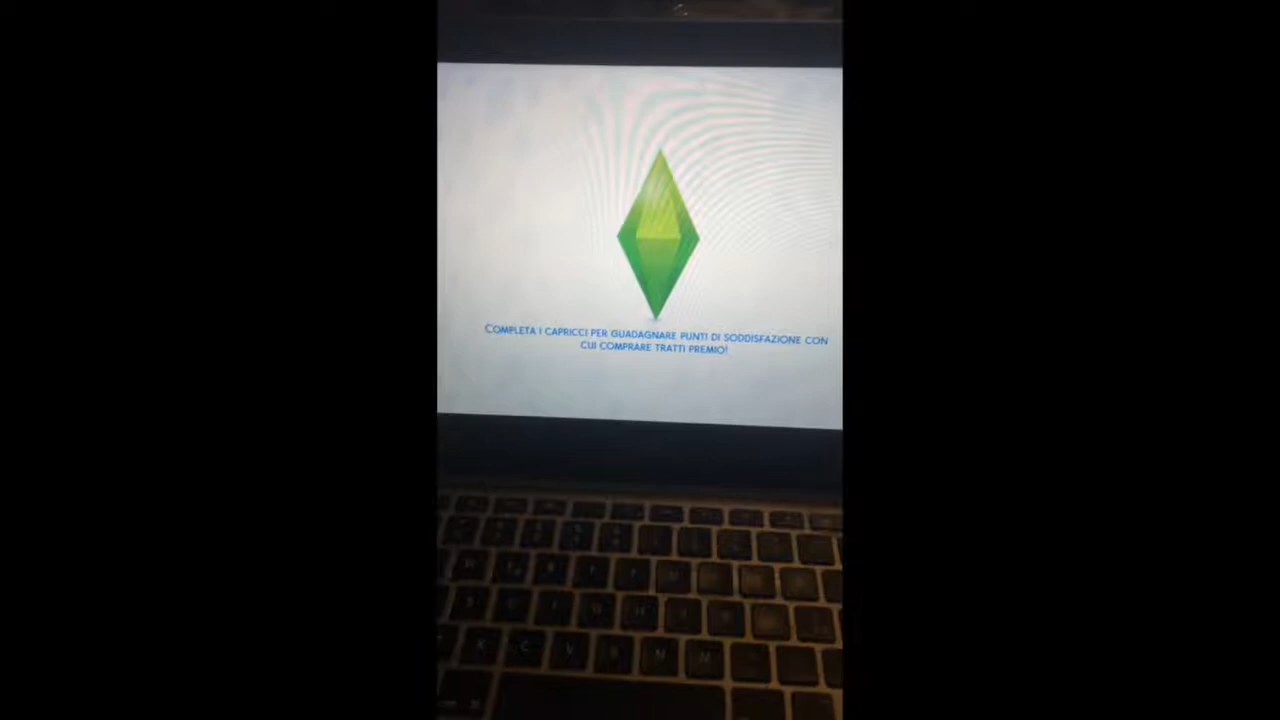 COMPLETA I CAPRICCI PER GUADAGNARE PUNTI DI SODDISFAZIONE CON
CUI COMPRARE TRATTI PREMIO!